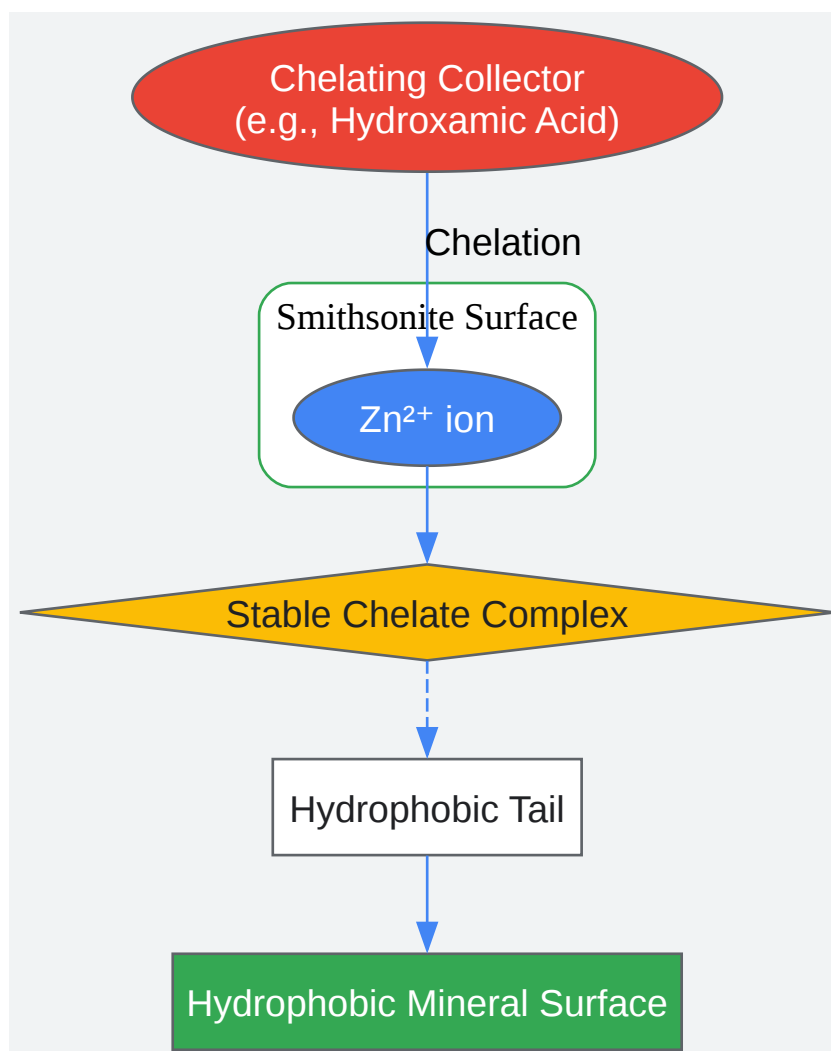 Chelating Collector
(e.g., Hydroxamic Acid)
Chelation
Smithsonite Surface
Zn²⁺ ion
Stable Chelate Complex
Hydrophobic Tail
Hydrophobic Mineral Surface